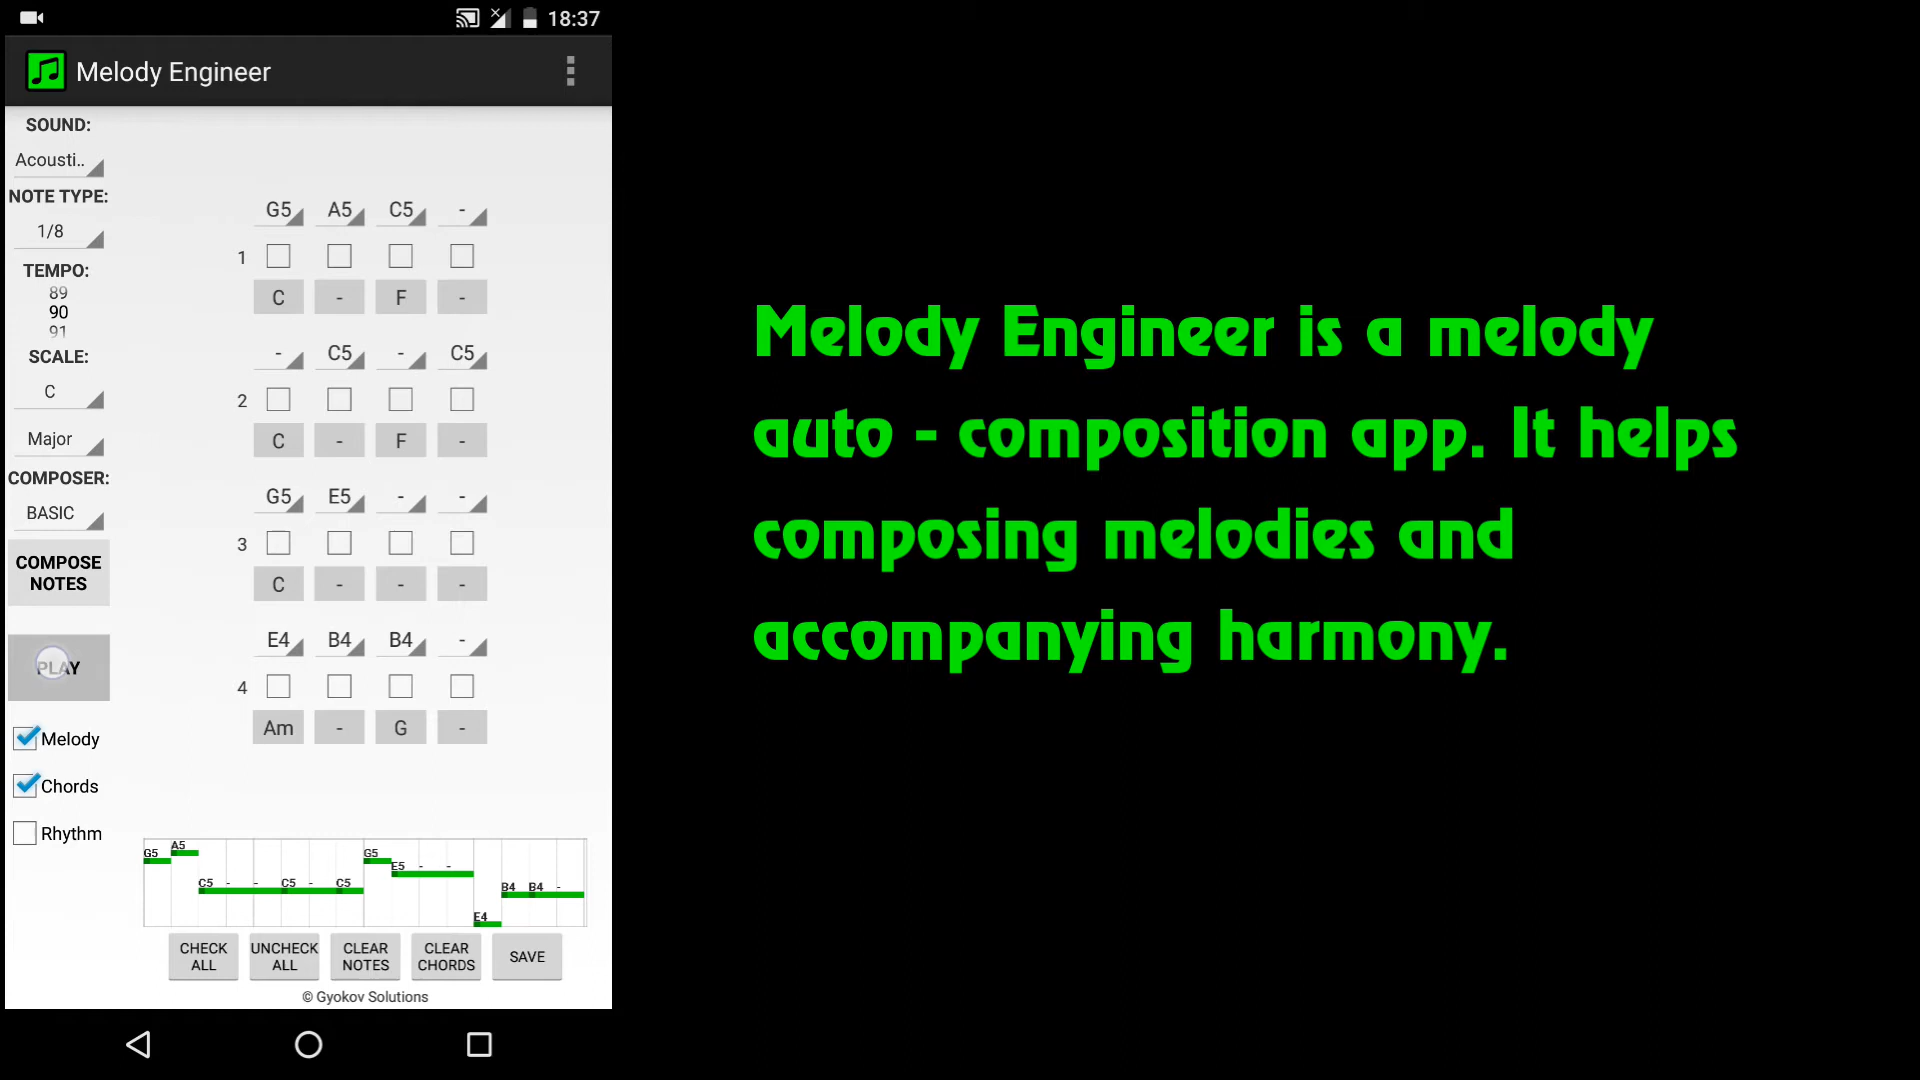 18:37
Melody Engineer
SOUND:
Acousti..
NOTE TYPE:
1/8
TEMPO:
89
90
91
SCALE:
C
Major
COMPOSER:
BASIC
COMPOSE
NOTES
PLAY
Melody
Chords
Rhythm
G5 A5 C5 -
1
C - F -
- C5 - C5
2
C - F -
G5 E5 - -
3
C - - -
E4 B4 B4 -
4
Am - G -
G5 A5 C5 - - C5 - C5 G5 E5 - - E4 B4 B4 -
CHECK ALL
UNCHECK ALL
CLEAR NOTES
CLEAR CHORDS
SAVE
© Gyokov Solutions
Melody Engineer is a melody
auto - composition app. It helps
composing melodies and
accompanying harmony.